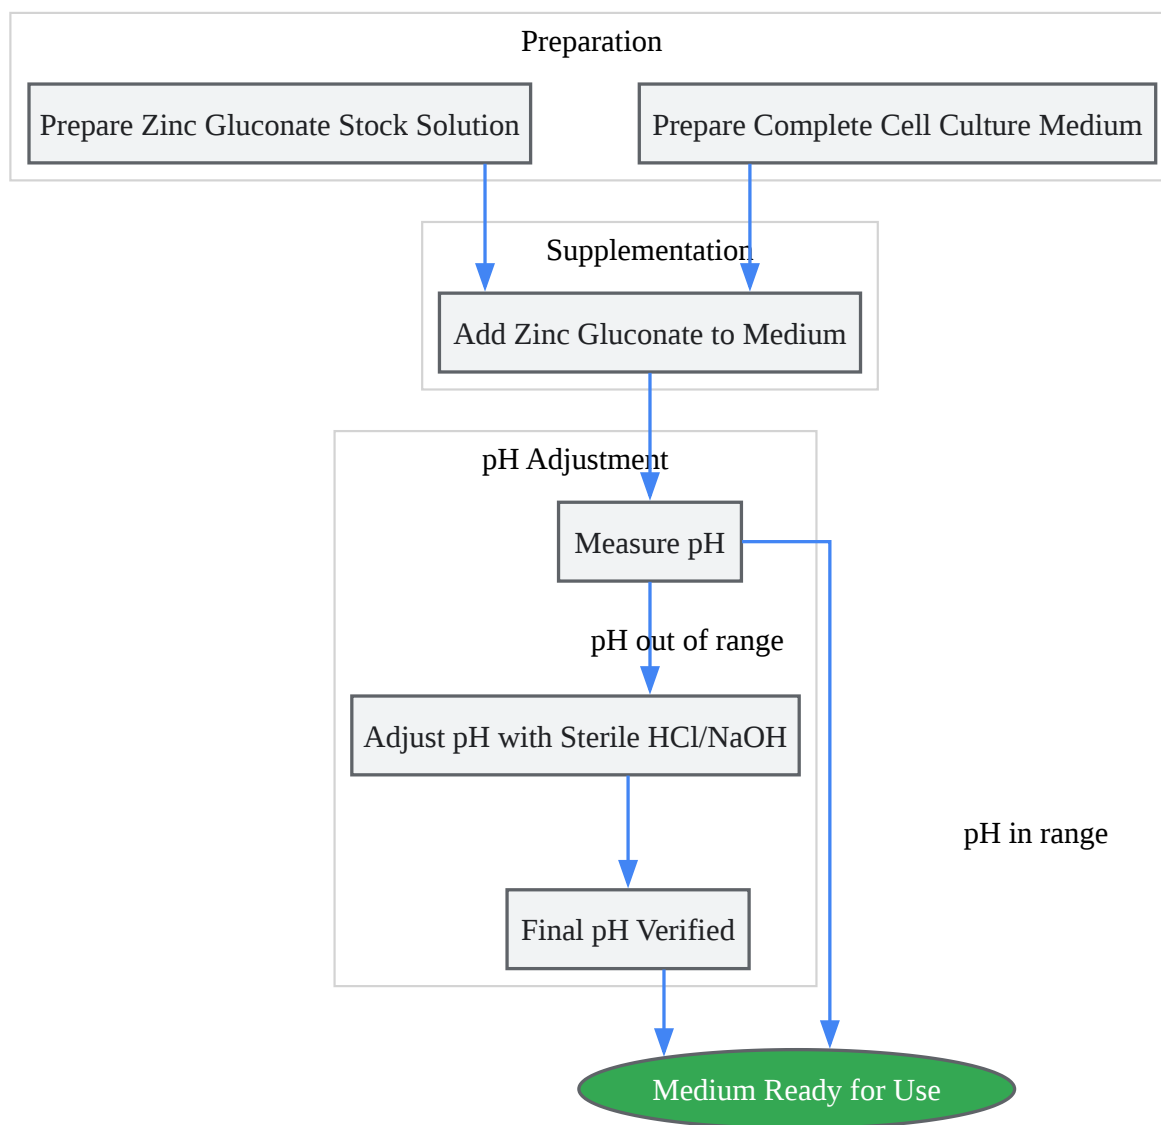 Preparation
Prepare Zinc Gluconate Stock Solution
Prepare Complete Cell Culture Medium
Supplementation
Add Zinc Gluconate to Medium
pH Adjustment
Measure pH
pH out of range
Adjust pH with Sterile HCl/NaOH
pH in range
Final pH Verified
Medium Ready for Use